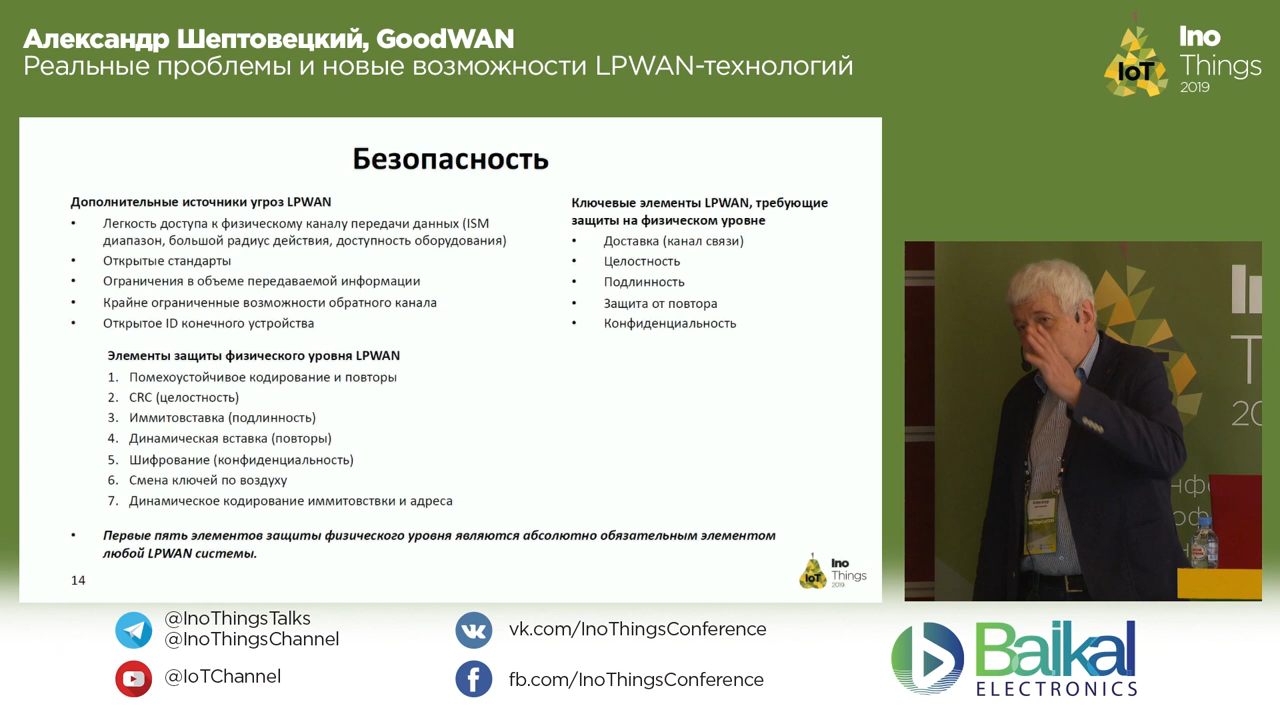 Александр Шептовецкий, GoodWAN
Реальные проблемы и новые возможности LPWAN-технологий
IoT
Ino
Things
2019
Безопасность
Дополнительные источники угроз LPWAN
• Легкость доступа к физическому каналу передачи данных (ISM
диапазон, большой радиус действия, доступность оборудования)
• Открытые стандарты
• Ограничения в объеме передаваемой информации
• Крайне ограниченные возможности обратного канала
• Открытое ID конечного устройства
Ключевые элементы LPWAN, требующие
защиты на физическом уровне
• Доставка (канал связи)
• Целостность
• Подлинность
• Защита от повтора
• Конфиденциальность
Элементы защиты физического уровня LPWAN
1. Помехоустойчивое кодирование и повторы
2. CRC (целостность)
3. Иммитовставка (подлинность)
4. Динамическая вставка (повторы)
5. Шифрование (конфиденциальность)
6. Смена ключей по воздуху
7. Динамическое кодирование иммитовствки и адреса
• Первые пять элементов защиты физического уровня являются абсолютно обязательным элементом
любой LPWAN системы.
14
IoT
Ino
Things
2019
@InoThingsTalks
@InoThingsChannel
@IoTChannel
vk.com/InoThingsConference
fb.com/InoThingsConference
Baikal
ELECTRONICS